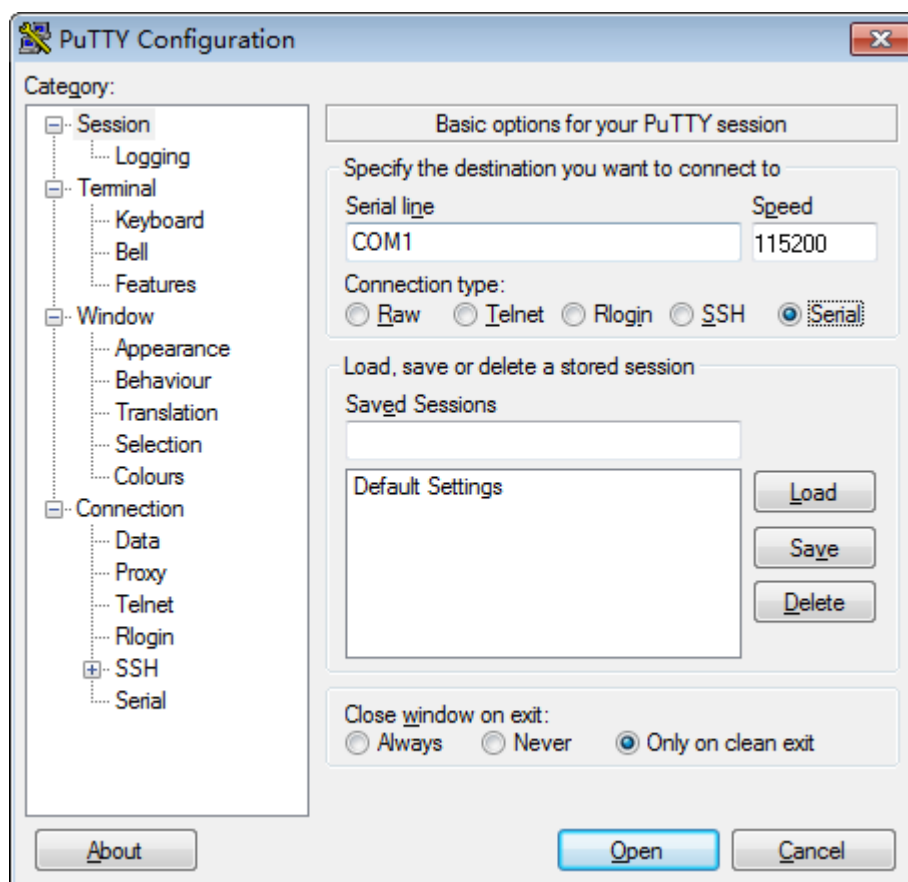 PuTTY Configuration
Category:
Session
Logging
Terminal
Keyboard
Bell
Features
Window
Appearance
Behaviour
Translation
Selection
Colours
Connection
Data
Proxy
Telnet
Rlogin
SSH
Serial
Basic options for your PuTTY session
Specify the destination you want to connect to
Serial line Speed
COM1 115200
Connection type:
Raw Telnet Rlogin SSH Serial
Load, save or delete a stored session
Saved Sessions
Default Settings
Load
Save
Delete
Close window on exit:
Always Never Only on clean exit
About Open Cancel